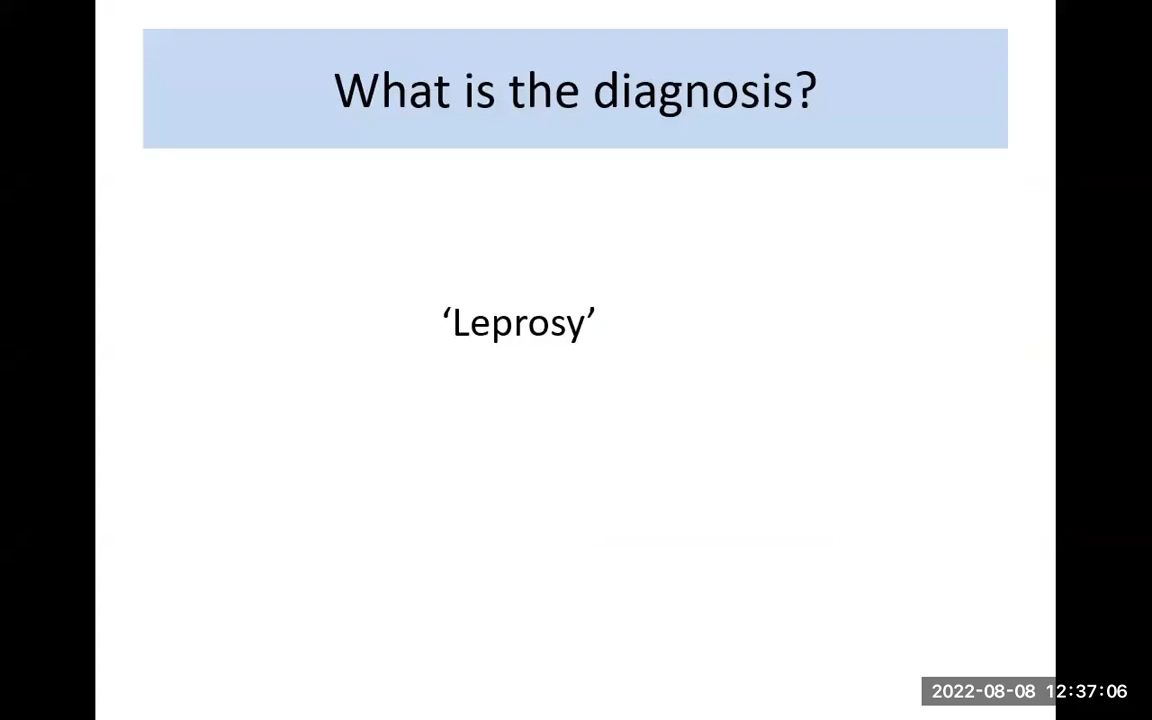 What is the diagnosis?
‘Leprosy’
2022-08-08 12:37:06